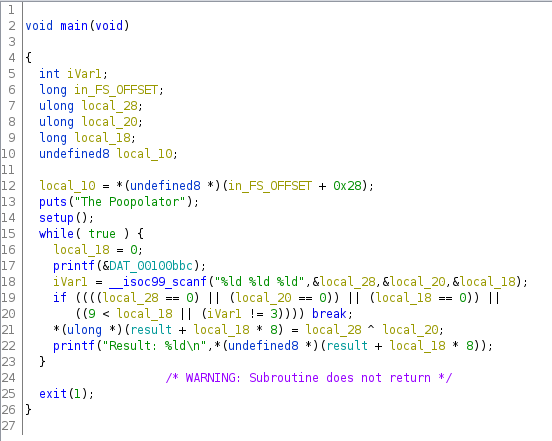 1
2 void main(void)
3
4 {
5 int iVar1;
6 long in_FS_OFFSET;
7 ulong local_28;
8 ulong local_20;
9 long local_18;
10 undefined8 local_10;
11
12 local_10 = *(undefined8 *)(in_FS_OFFSET + 0x28);
13 puts("The Poopolator");
14 setup();
15 while( true ) {
16 local_18 = 0;
17 printf(&DAT_00100bbc);
18 iVar1 = __isoc99_scanf("%ld %ld %ld",&local_28,&local_20,&local_18);
19 if ((((local_28 == 0) || (local_20 == 0)) || (local_18 == 0)) ||
20 ((9 < local_18 || (iVar1 != 3)))) break;
21 *(ulong *)(result + local_18 * 8) = local_28 ^ local_20;
22 printf("Result: %ld\n",*(undefined8 *)(result + local_18 * 8));
23 }
24 /* WARNING: Subroutine does not return */
25 exit(1);
26 }
27